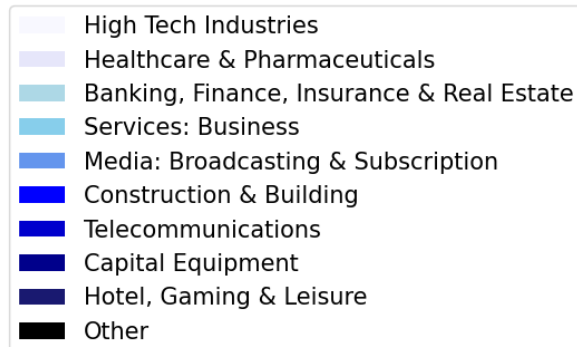 High Tech Industries
Healthcare & Pharmaceuticals
Banking, Finance, Insurance & Real Estate
Services: Business
Media: Broadcasting & Subscription
Construction & Building
Telecommunications
Capital Equipment
Hotel, Gaming & Leisure
Other